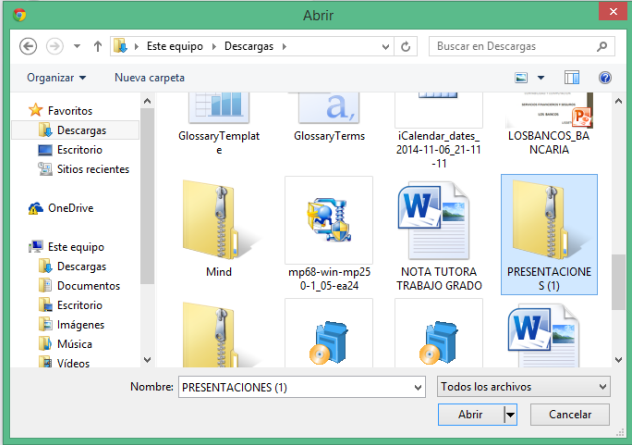 Abrir
Este equipo
Descargas
Buscar en Descargas
Organizar
Nueva carpeta
Favoritos
Descargas
Escritorio
Sitios recientes
OneDrive
Este equipo
Descargas
Documentos
Escritorio
Imágenes
Música
Vídeos
GlossaryTemplat
e
a,
GlossaryTerms
iCalendar_dates_
2014-11-06_21-11
-11
LOS BANCOS
LOSBANCOS_BA
NCARIA
Mind
mp68-win-mp25
0-1_05-ea24
NOTA TUTORA
TRABAJO GRADO
PRESENTACIONE
S (1)
Nombre:
PRESENTACIONES (1)
Todos los archivos
Abrir
Cancelar